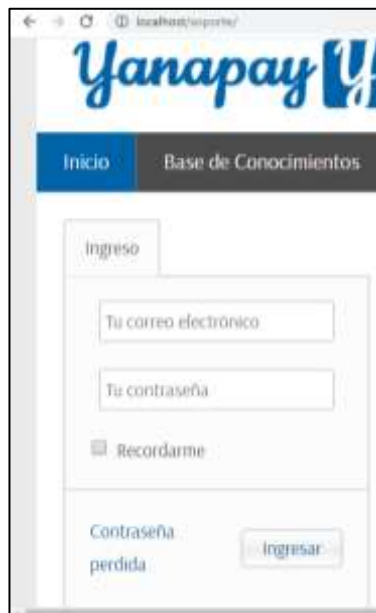 localhost/soporte/
Yanapay Y
Inicio Base de Conocimientos
Ingreso
Tu correo electrónico
Tu contraseña
Recordarme
Contraseña
perdida
Ingresar